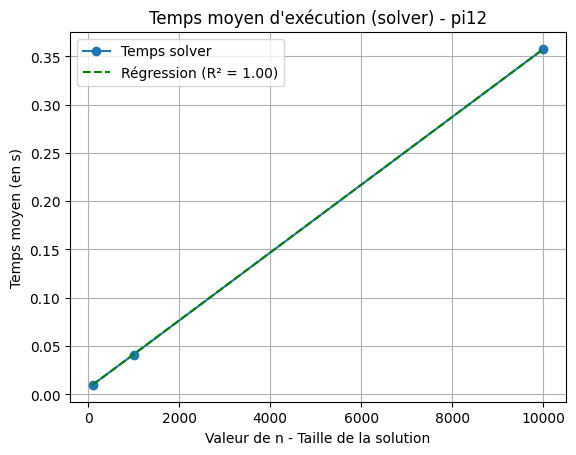 Temps moyen d'exécution (solver) - pi12
Temps solver
Régression (R² = 1.00)
Temps moyen (en s)
0.35
0.30
0.25
0.20
0.15
0.10
0.05
0.00
0
2000
4000
6000
8000
10000
Valeur de n - Taille de la solution